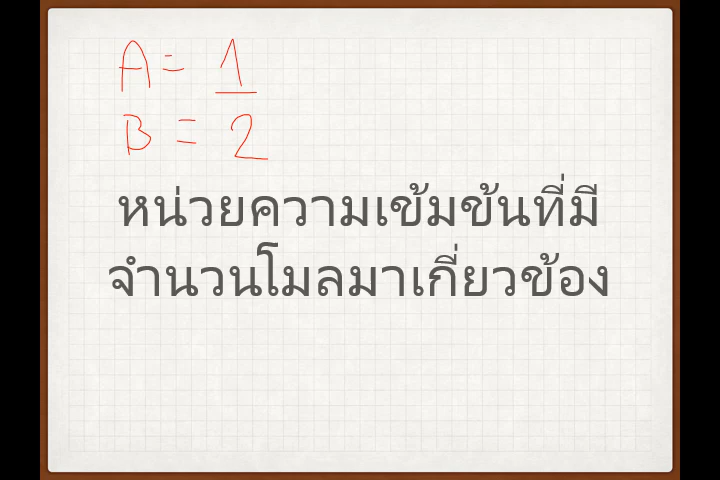 A = 1
B = 2
หน่วยความเข้มข้นที่มี
จำนวนโมลมาเกี่ยวข้อง